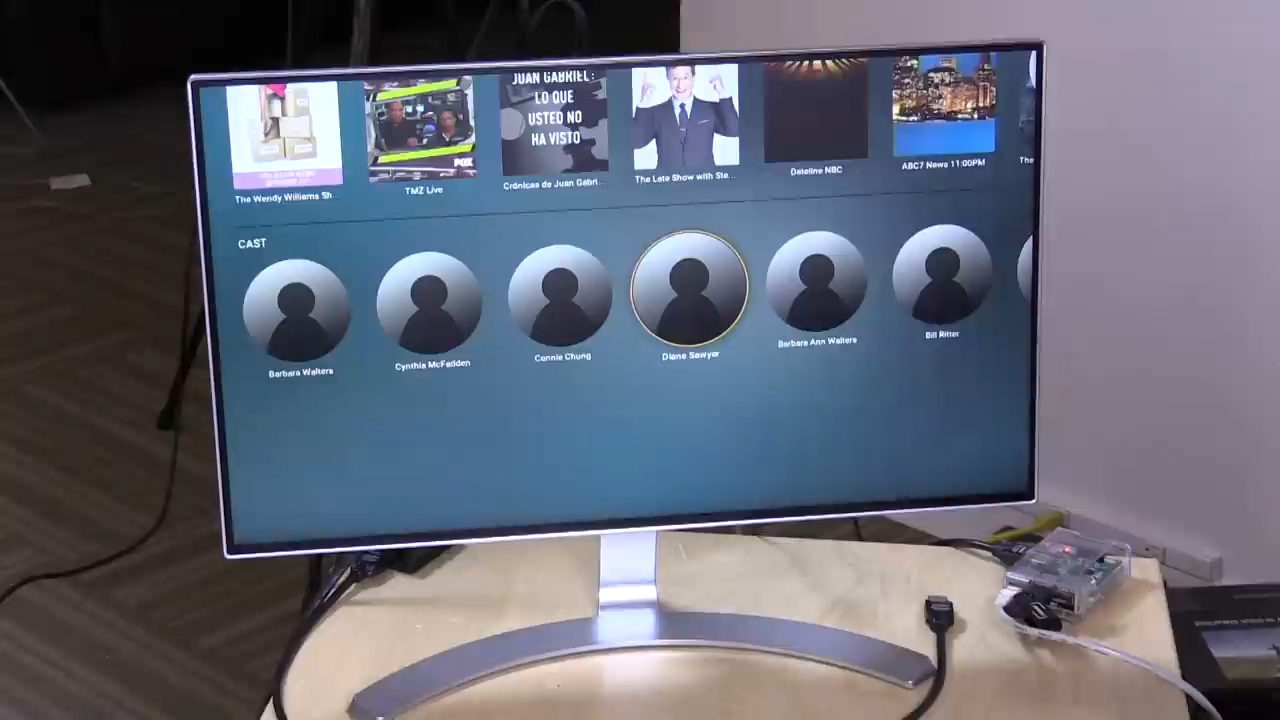 JUAN GABRIEL:
LO QUE
USTED NO
HA VISTO
FOX
The Wendy Williams Sh...
TMZ Live
Crónicas de Juan Gabri...
The Late Show with Ste...
Dateline NBC
ABC7 News 11:00PM
The
CAST
Barbara Walters
Cynthia McFadden
Connie Chung
Diane Sawyer
Barbara Ann Walters
Bill Ritter